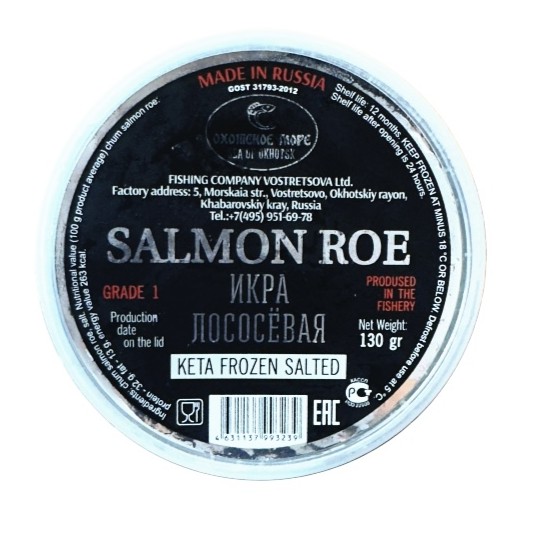 MADE IN RUSSIA
GOST 31793-2012
ОХОТСКОЕ МОРЕ
OKHOTSK
FISHING COMPANY VOSTRETSOVA Ltd.
Factory address: 5, Morskaia str., Vostretsovo, Okhotskiy rayon,
Khabarovskiy kray, Russia
Tel.:+7(495) 951-69-78
SALMON ROE
GRADE 1
ИКРА
ЛОСОСЁВАЯ
PRODUSED
IN THE
FISHERY
Production
date
on the lid
Net Weight:
130 gr
KETA FROZEN SALTED
EAC
4631137993239
Ingredients: chum salmon roe, salt. Nutritional value (100 g product average) chum salmon roe:
protein - 32 g, fat - 13 g, energy value 263 kcal.
Shelf life: 12 months. KEEP FROZEN AT MINUS 18 °C OR BELOW. Defrost before use at 5 °C.
Shelf life after opening is 24 hours.